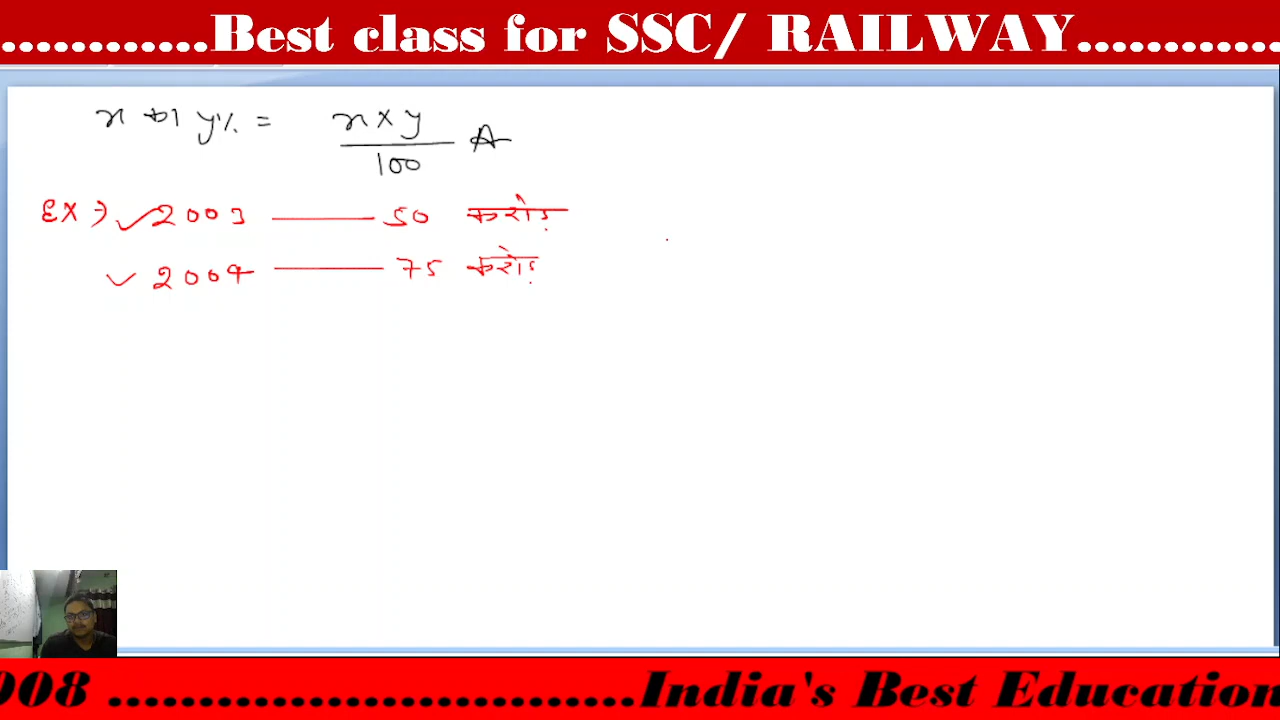 ............Best class for SSC/ RAILWAY............
x का y% = x × y / 100 A
Ex → ✓2003 —— 50 करोड़
✓ 2004 —— 75 करोड़
008 ..............................India's Best Education